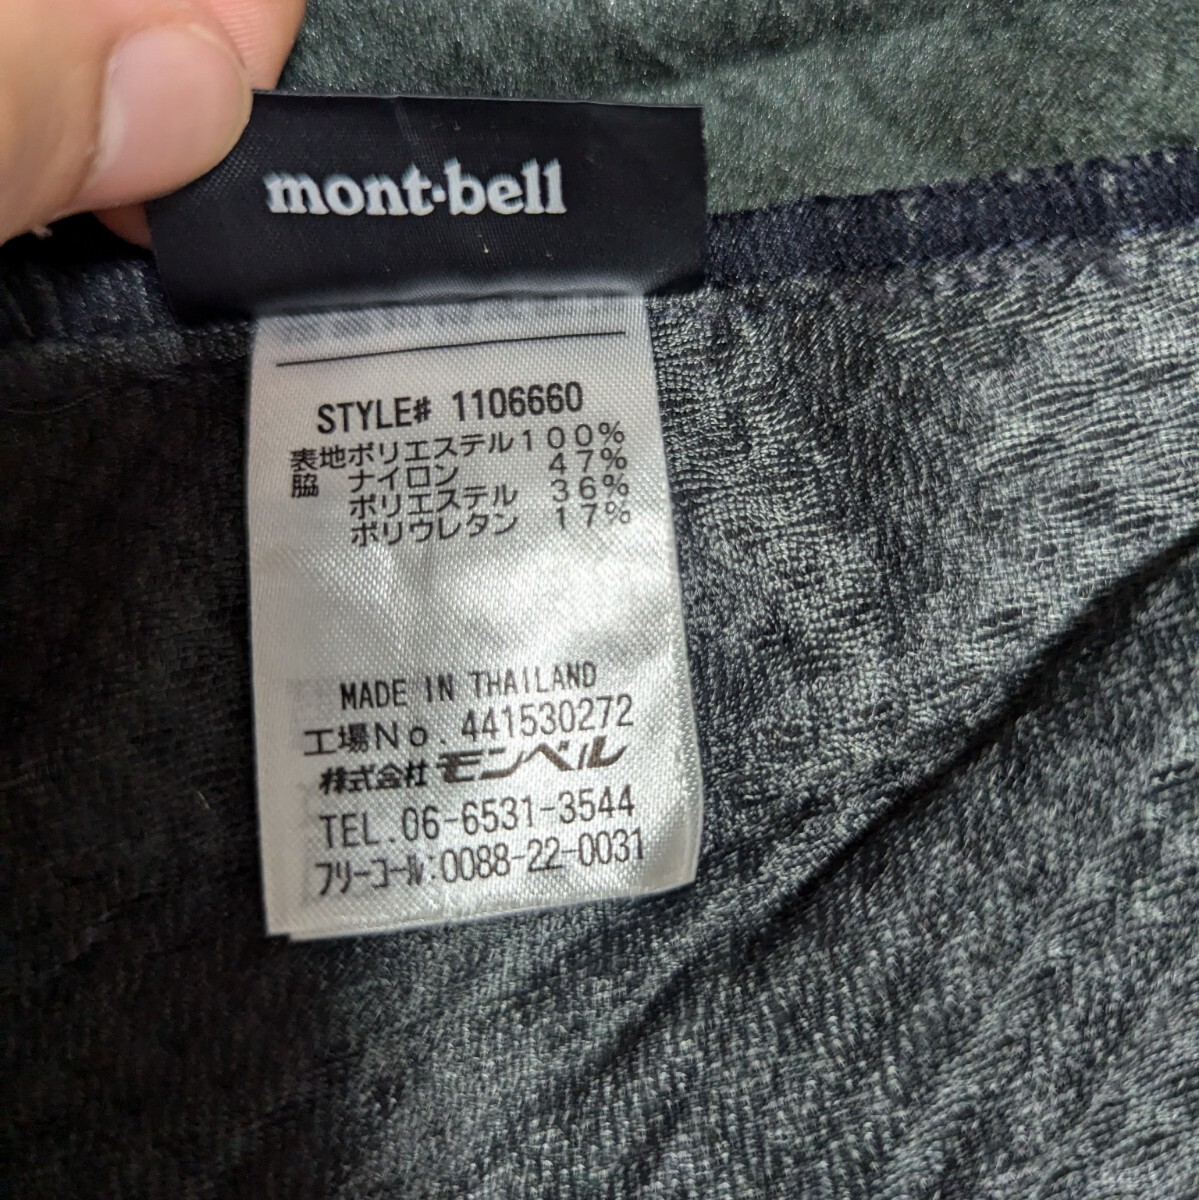 mont-bell
STYLE# 1106660
表地ポリエステル100%
脇 ナイロン 47%
ポリエステル 36%
ポリウレタン 17%
MADE IN THAILAND
工場No. 441530272
株式会社モンベル
TEL.06-6531-3544
フリーコール:0088-22-0031